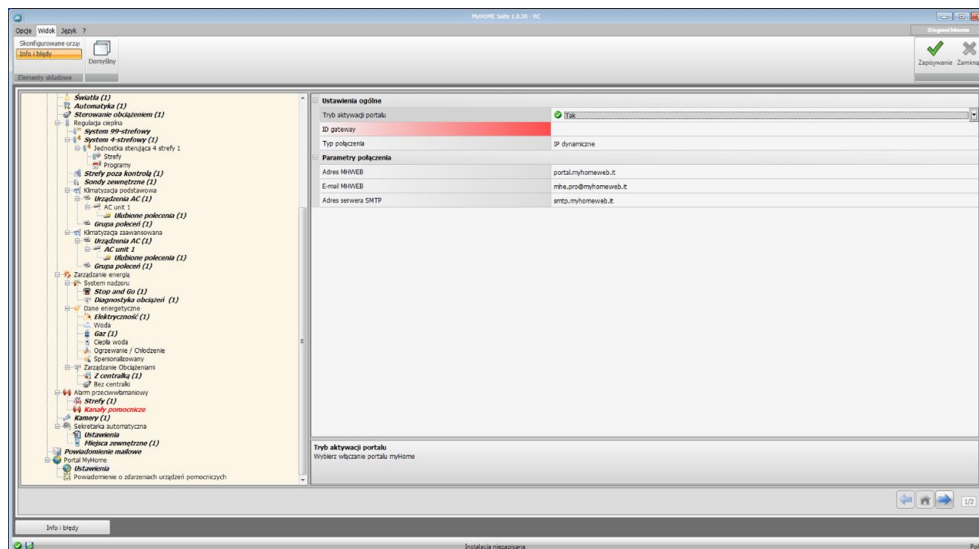 MyHOME Suite 1.0.30 - RC
Opcje Widok Język ?
Skonfigurowane urzą
Info i błędy
Domyślny
Elementy składowe
Zapisywanie Zamkną
Światła (1)
Automatyka (1)
Sterowanie obciążeniem (1)
Regulacja cieplna
System 99-strefowy
System 4-strefowy (1)
Jednostka sterująca 4 strefy 1
Strefy
Programy
Strefy poza kontrolą (1)
Sondy zewnętrzne (1)
Klimatyzacja podstawowa
Urządzenia AC (1)
AC unit 1
Ulubione polecenia (1)
Grupa poleceń (1)
Klimatyzacja zaawansowana
Urządzenia AC (1)
AC unit 1
Ulubione polecenia (1)
Grupa poleceń (1)
Zarządzanie energią
System nadzoru
Stop and Go (1)
Diagnostyka obciążeń (1)
Dane energetyczne
Elektryczność (1)
Woda
Gaz (1)
Ciepła woda
Ogrzewanie / Chłodzenie
Spersonalizowany
Zarządzanie Obciążeniami
Z centralką (1)
Bez centralki
Alarm przeciwwłamaniowy
Strefy (1)
Kanały pomocnicze
Kamery (1)
Sekretarka automatyczna
Ustawienia
Miejsca zewnętrzne (1)
Powiadomienie mailowe
Portal MyHome
Ustawienia
Powiadomienie o zdarzeniach urządzeń pomocniczych
Ustawienia ogólne
Tryb aktywacji portalu Tak
ID gateway
Typ połączenia IP dynamiczne
Parametry połączenia
Adres MHWEB portal.myhomeweb.it
E-mail MHWEB mhe.pro@myhomeweb.it
Adres serwera SMTP smtp.myhomeweb.it
Tryb aktywacji portalu
Wybierz włączanie portalu myHome
1/2
Info i błędy
Instalacja niezapisana